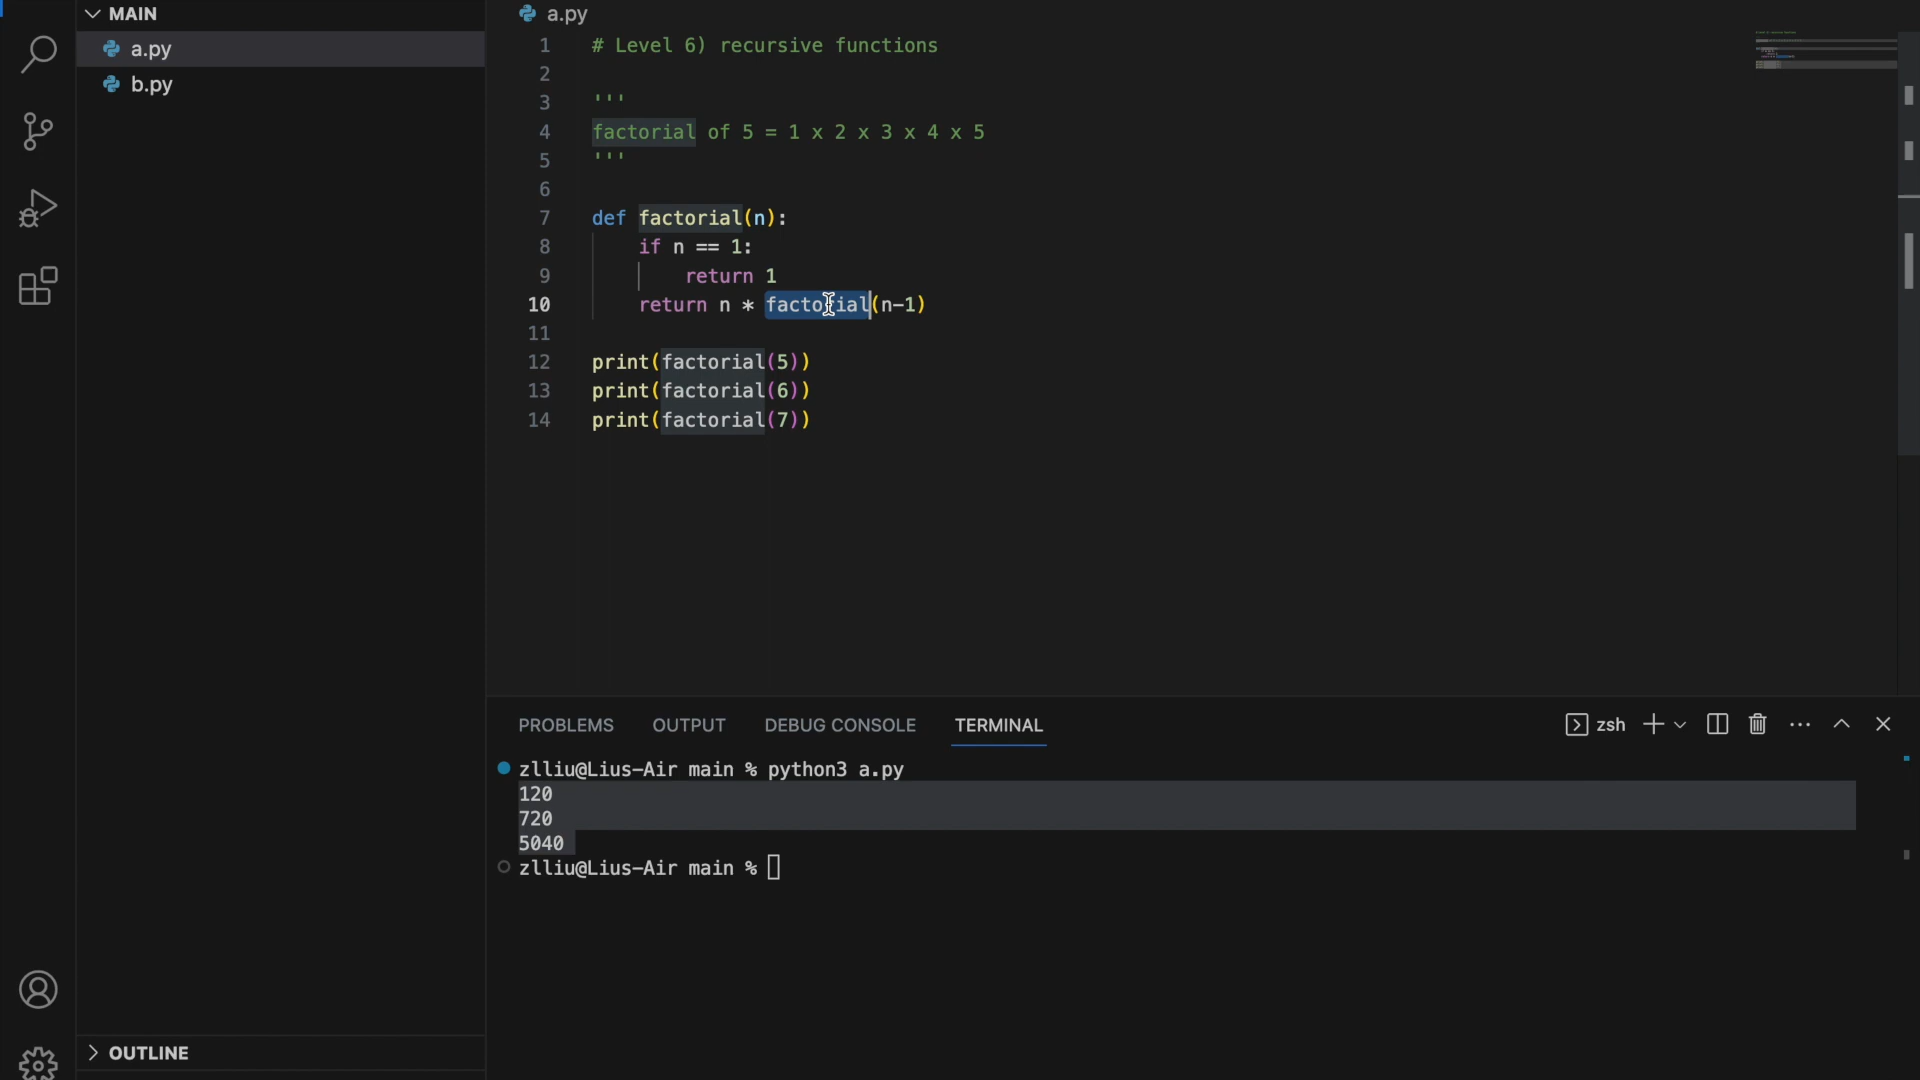 MAIN
a.py
b.py
OUTLINE
a.py
1 # Level 6) recursive functions
2
3 '''
4 factorial of 5 = 1 x 2 x 3 x 4 x 5
5 '''
6
7 def factorial(n):
8 if n == 1:
9 return 1
10 return n * factorial(n-1)
11
12 print(factorial(5))
13 print(factorial(6))
14 print(factorial(7))
PROBLEMS OUTPUT DEBUG CONSOLE TERMINAL zsh
zlliu@Lius-Air main % python3 a.py
120
720
5040
zlliu@Lius-Air main %